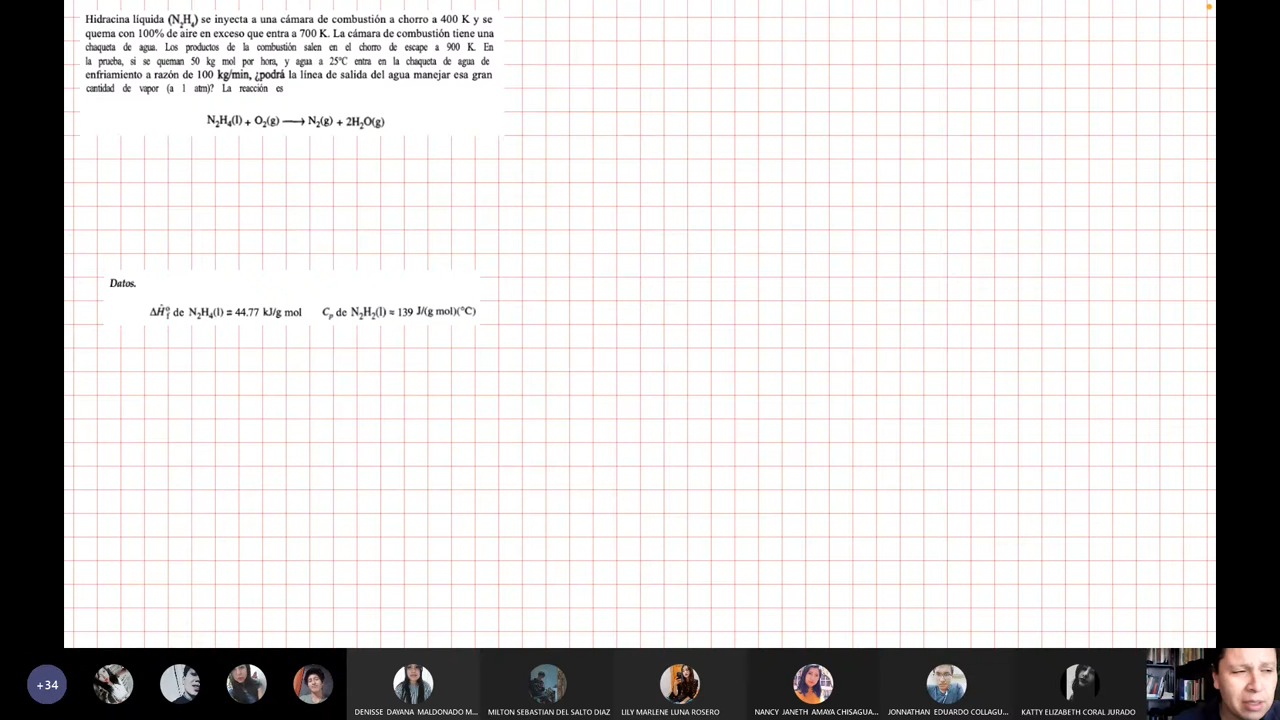 Hidracina líquida (N₂H₄) se inyecta a una cámara de combustión a chorro a 400 K y se
quema con 100% de aire en exceso que entra a 700 K. La cámara de combustión tiene una
chaqueta de agua. Los productos de la combustión salen en el chorro de escape a 900 K. En
la prueba, si se queman 50 kg mol por hora, y agua a 25°C entra en la chaqueta de agua de
enfriamiento a razón de 100 kg/min, ¿podrá la línea de salida del agua manejar esa gran
cantidad de vapor (a 1 atm)? La reacción es
N₂H₄(l) + O₂(g) ⟶ N₂(g) + 2H₂O(g)
Datos.
ΔĤ°f de N₂H₄(l) = 44.77 kJ/g mol Cp de N₂H₂(l) = 139 J/(g mol)(°C)
+34
DENISSE DAYANA MALDONADO M...
MILTON SEBASTIAN DEL SALTO DIAZ
LILY MARLENE LUNA ROSERO
NANCY JANETH AMAYA CHISAGUA...
JONNATHAN EDUARDO COLLAGU...
KATTY ELIZABETH CORAL JURADO